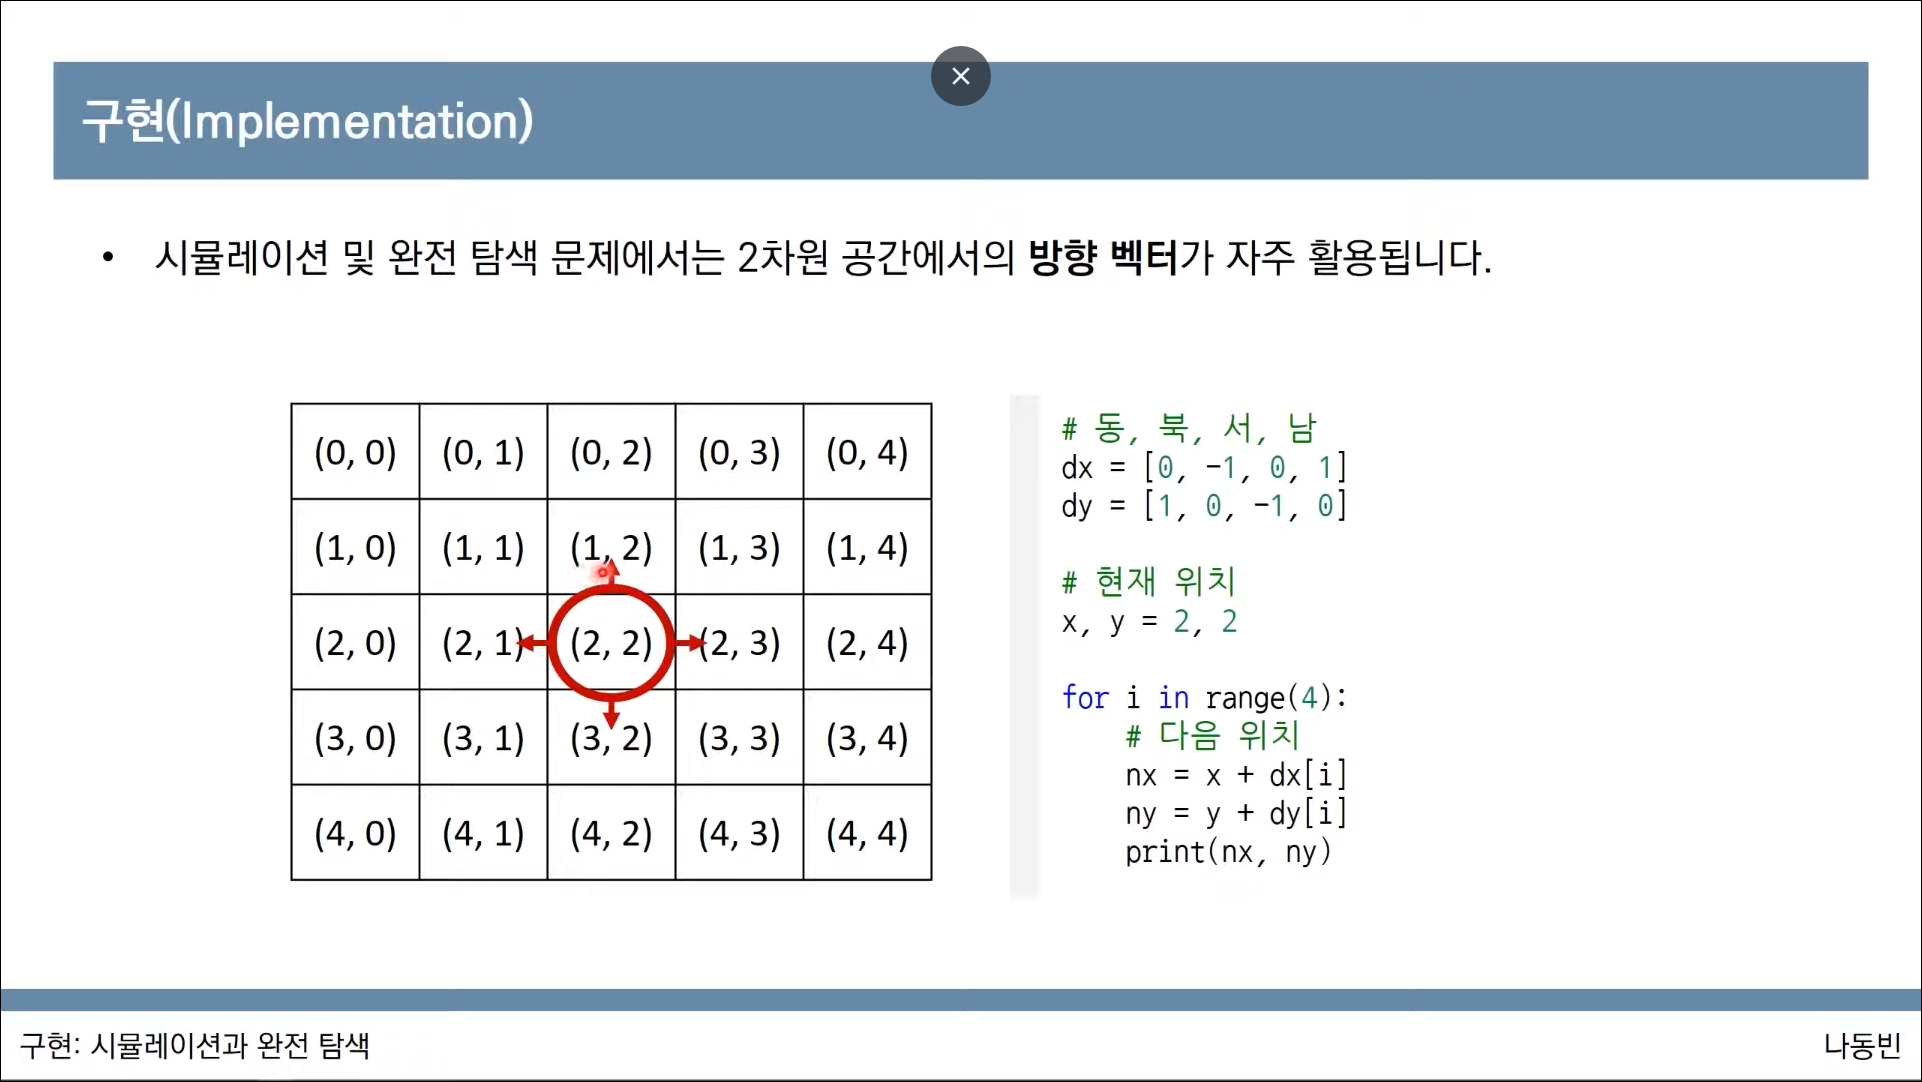 구현(Implementation)
• 시뮬레이션 및 완전 탐색 문제에서는 2차원 공간에서의 방향 벡터가 자주 활용됩니다.
(0, 0) (0, 1) (0, 2) (0, 3) (0, 4)
(1, 0) (1, 1) (1, 2) (1, 3) (1, 4)
(2, 0) (2, 1) (2, 2) (2, 3) (2, 4)
(3, 0) (3, 1) (3, 2) (3, 3) (3, 4)
(4, 0) (4, 1) (4, 2) (4, 3) (4, 4)
# 동, 북, 서, 남
dx = [0, -1, 0, 1]
dy = [1, 0, -1, 0]
# 현재 위치
x, y = 2, 2
for i in range(4):
    # 다음 위치
    nx = x + dx[i]
    ny = y + dy[i]
    print(nx, ny)
구현: 시뮬레이션과 완전 탐색
나동빈